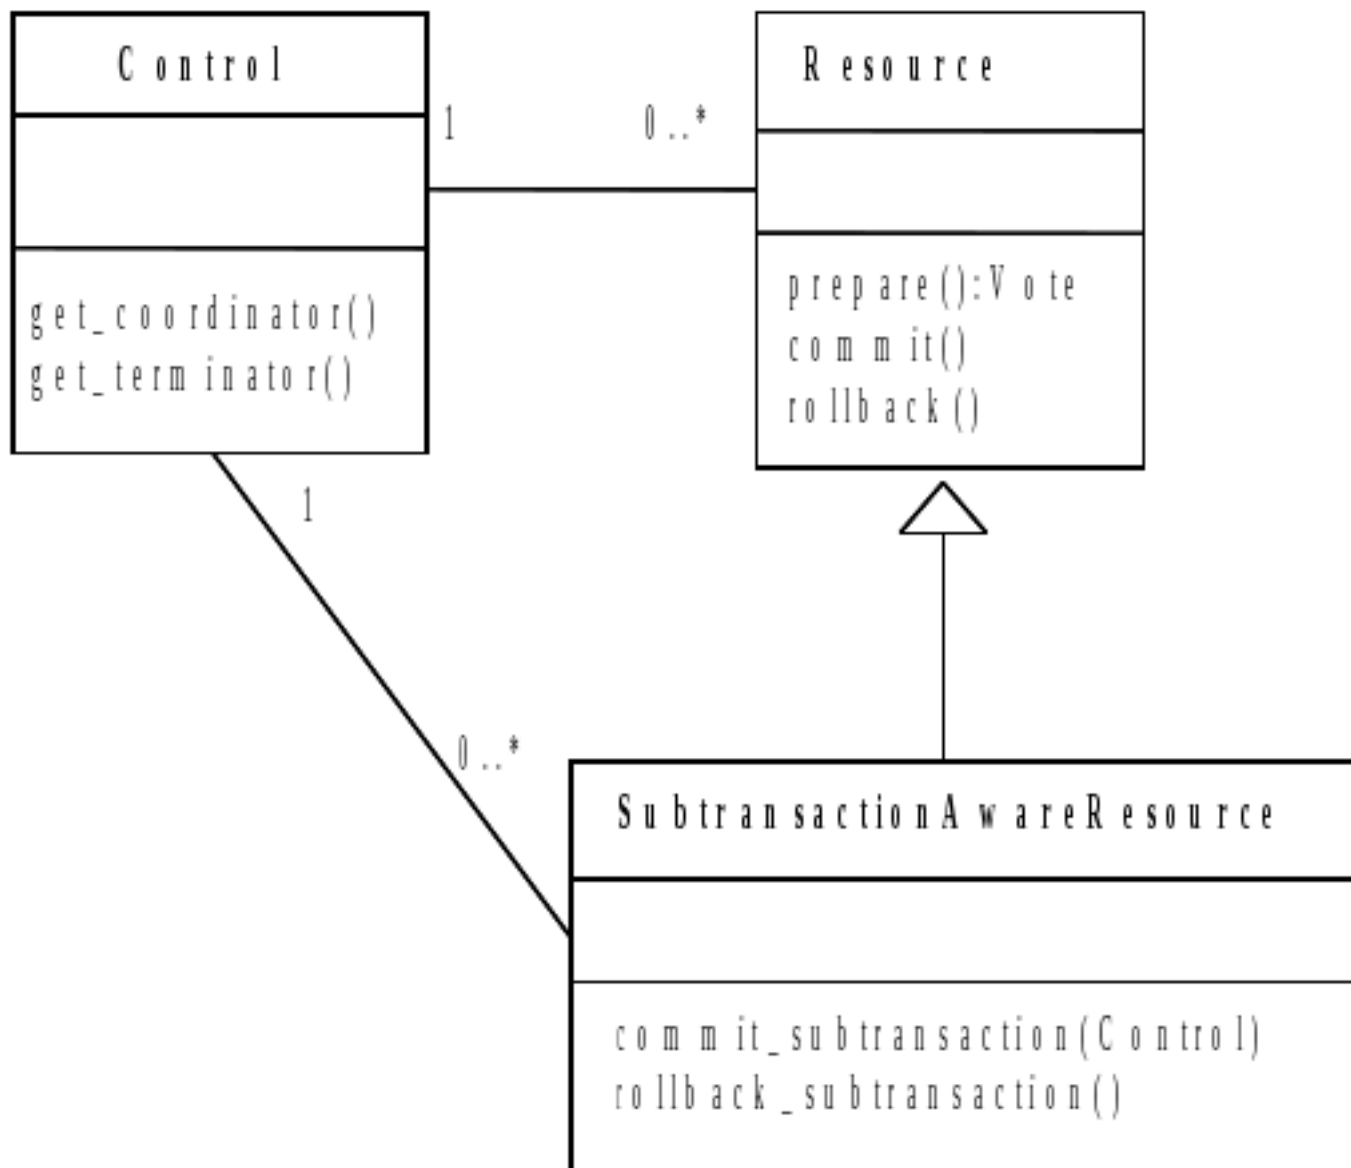 Control
1
0..*
Resource
get_coordinator()
get_terminator()
prepare():Vote
commit()
rollback()
1
0..*
SubtransactionAwareResource
commit_subtransaction(Control)
rollback_subtransaction()